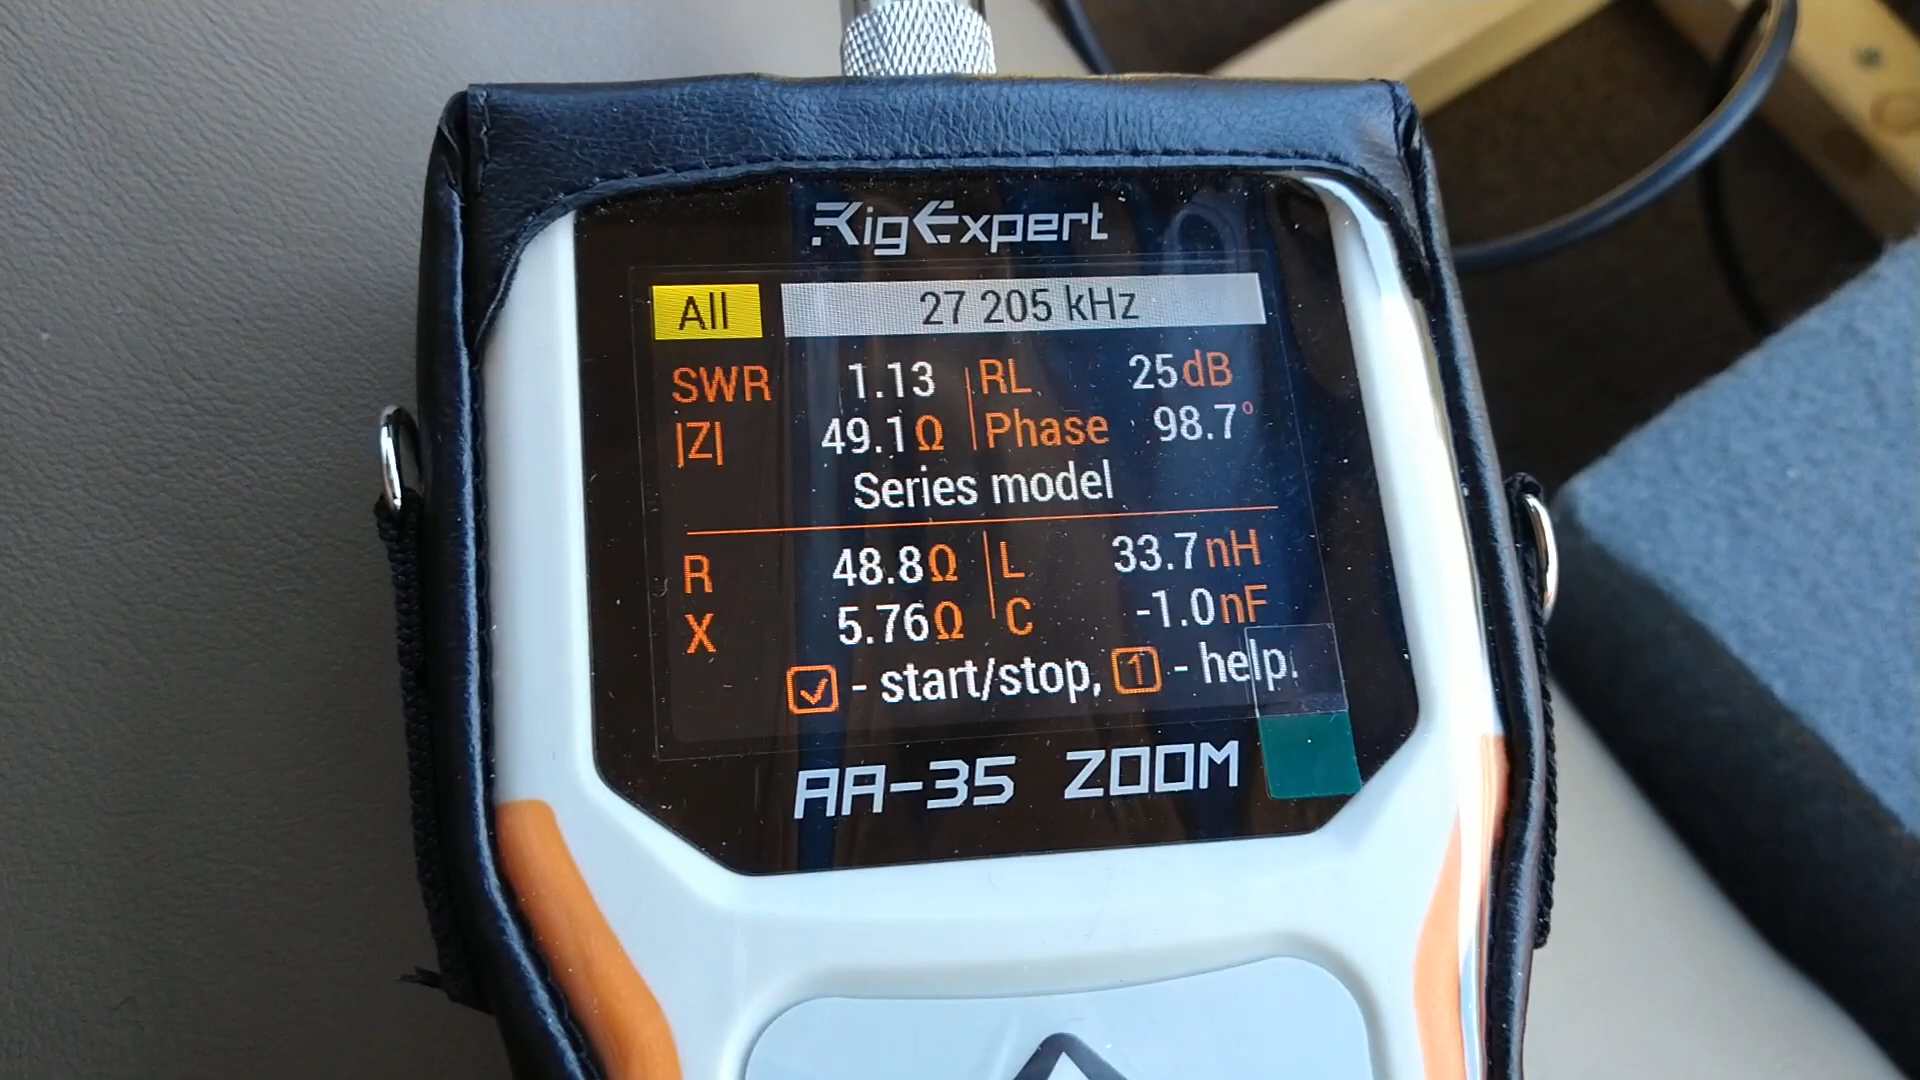 RigExpert
All 27 205 kHz
SWR 1.13 RL 25dB
|Z| 49.1Ω Phase 98.7°
Series model
R 48.8Ω L 33.7nH
X 5.76Ω C -1.0nF
- start/stop, 1 - help.
AA-35 ZOOM